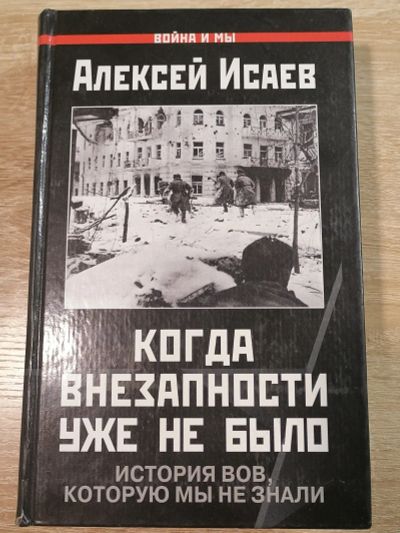 ВОЙНА И МЫ
АЛЕКСЕЙ ИСАЕВ
КОГДА
ВНЕЗАПНОСТИ
УЖЕ НЕ БЫЛО
ИСТОРИЯ ВОВ,
КОТОРУЮ МЫ НЕ ЗНАЛИ